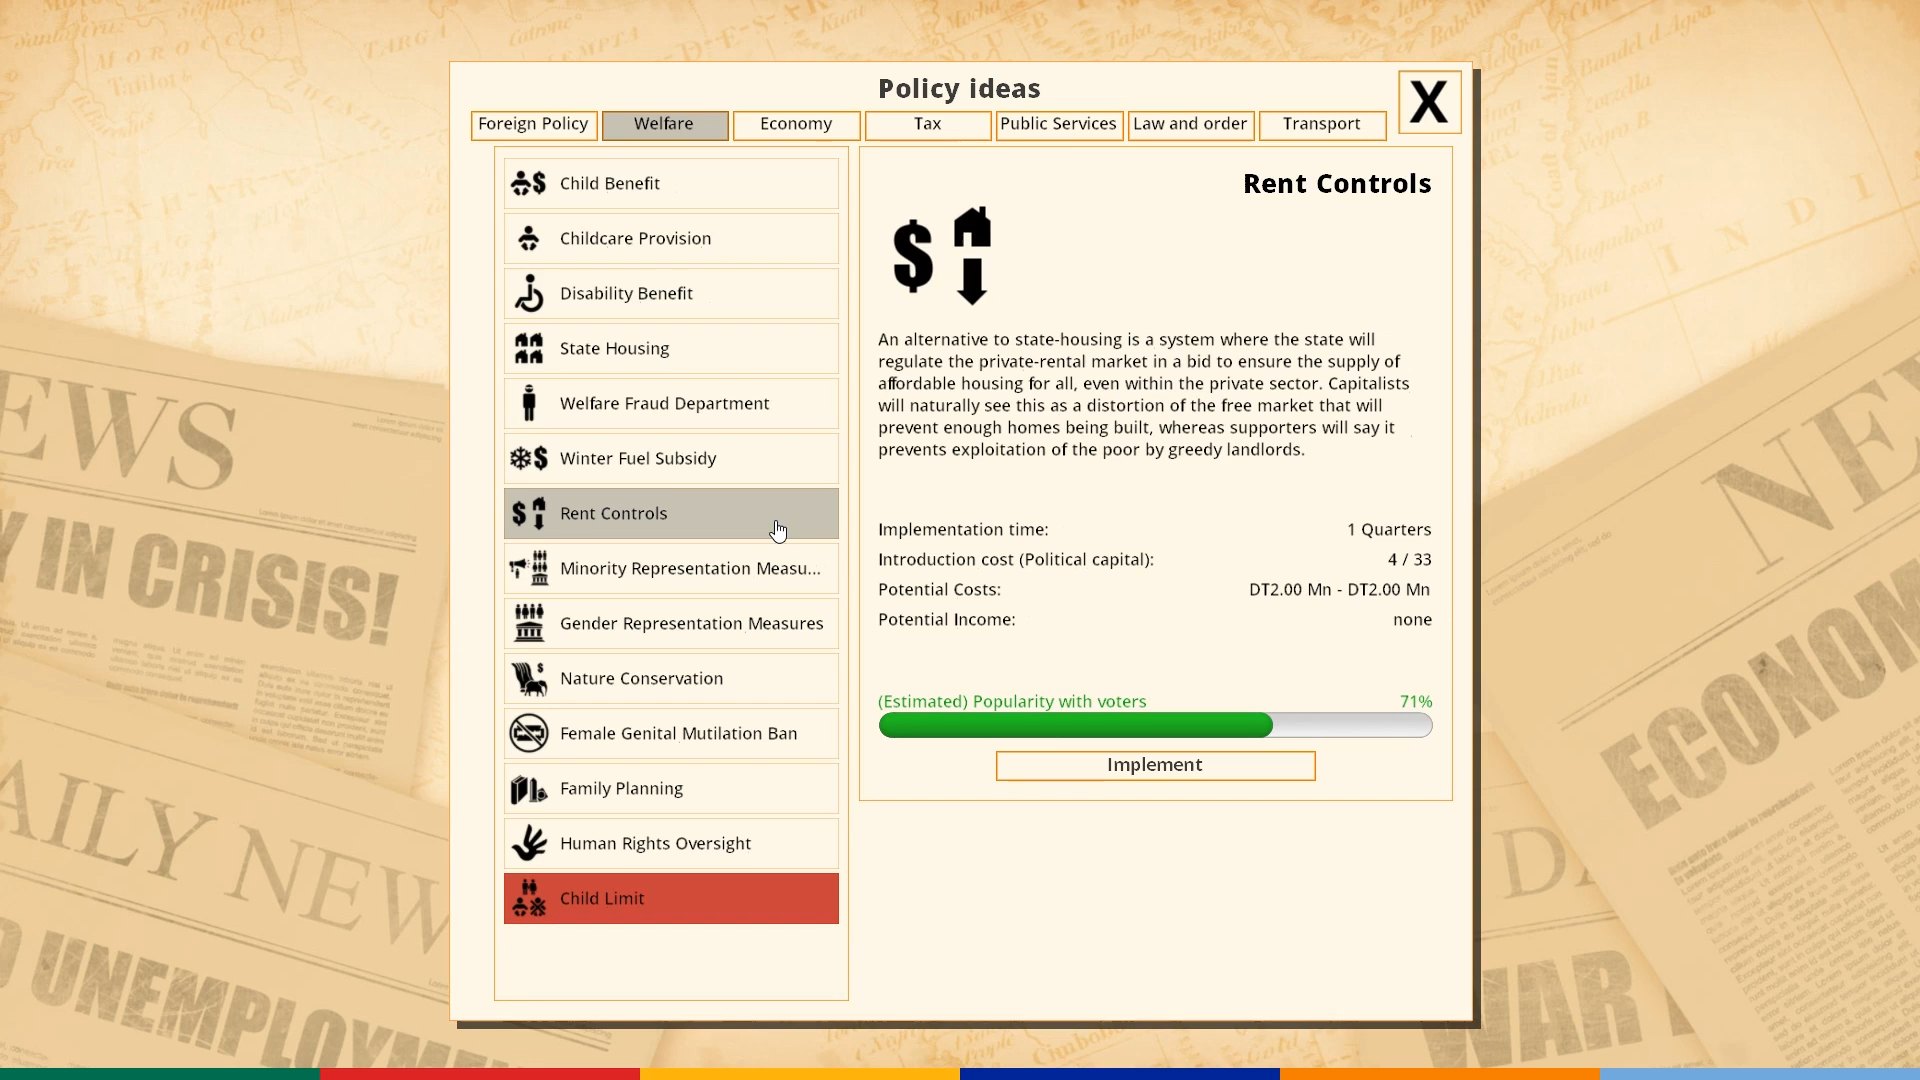 Policy ideas
X
Foreign Policy
Welfare
Economy
Tax
Public Services
Law and order
Transport
Child Benefit
Childcare Provision
Disability Benefit
State Housing
Welfare Fraud Department
Winter Fuel Subsidy
Rent Controls
Minority Representation Measu...
Gender Representation Measures
Nature Conservation
Female Genital Mutilation Ban
Family Planning
Human Rights Oversight
Child Limit
Rent Controls
An alternative to state-housing is a system where the state will
regulate the private-rental market in a bid to ensure the supply of
affordable housing for all, even within the private sector. Capitalists
will naturally see this as a distortion of the free market that will
prevent enough homes being built, whereas supporters will say it
prevents exploitation of the poor by greedy landlords.
Implementation time: 1 Quarters
Introduction cost (Political capital): 4 / 33
Potential Costs: DT2.00 Mn - DT2.00 Mn
Potential Income: none
(Estimated) Popularity with voters 71%
Implement
EWS
Y IN CRISIS!
AILY NEW
UNEMPLOYM
NE
ECONOM
DA
WAR